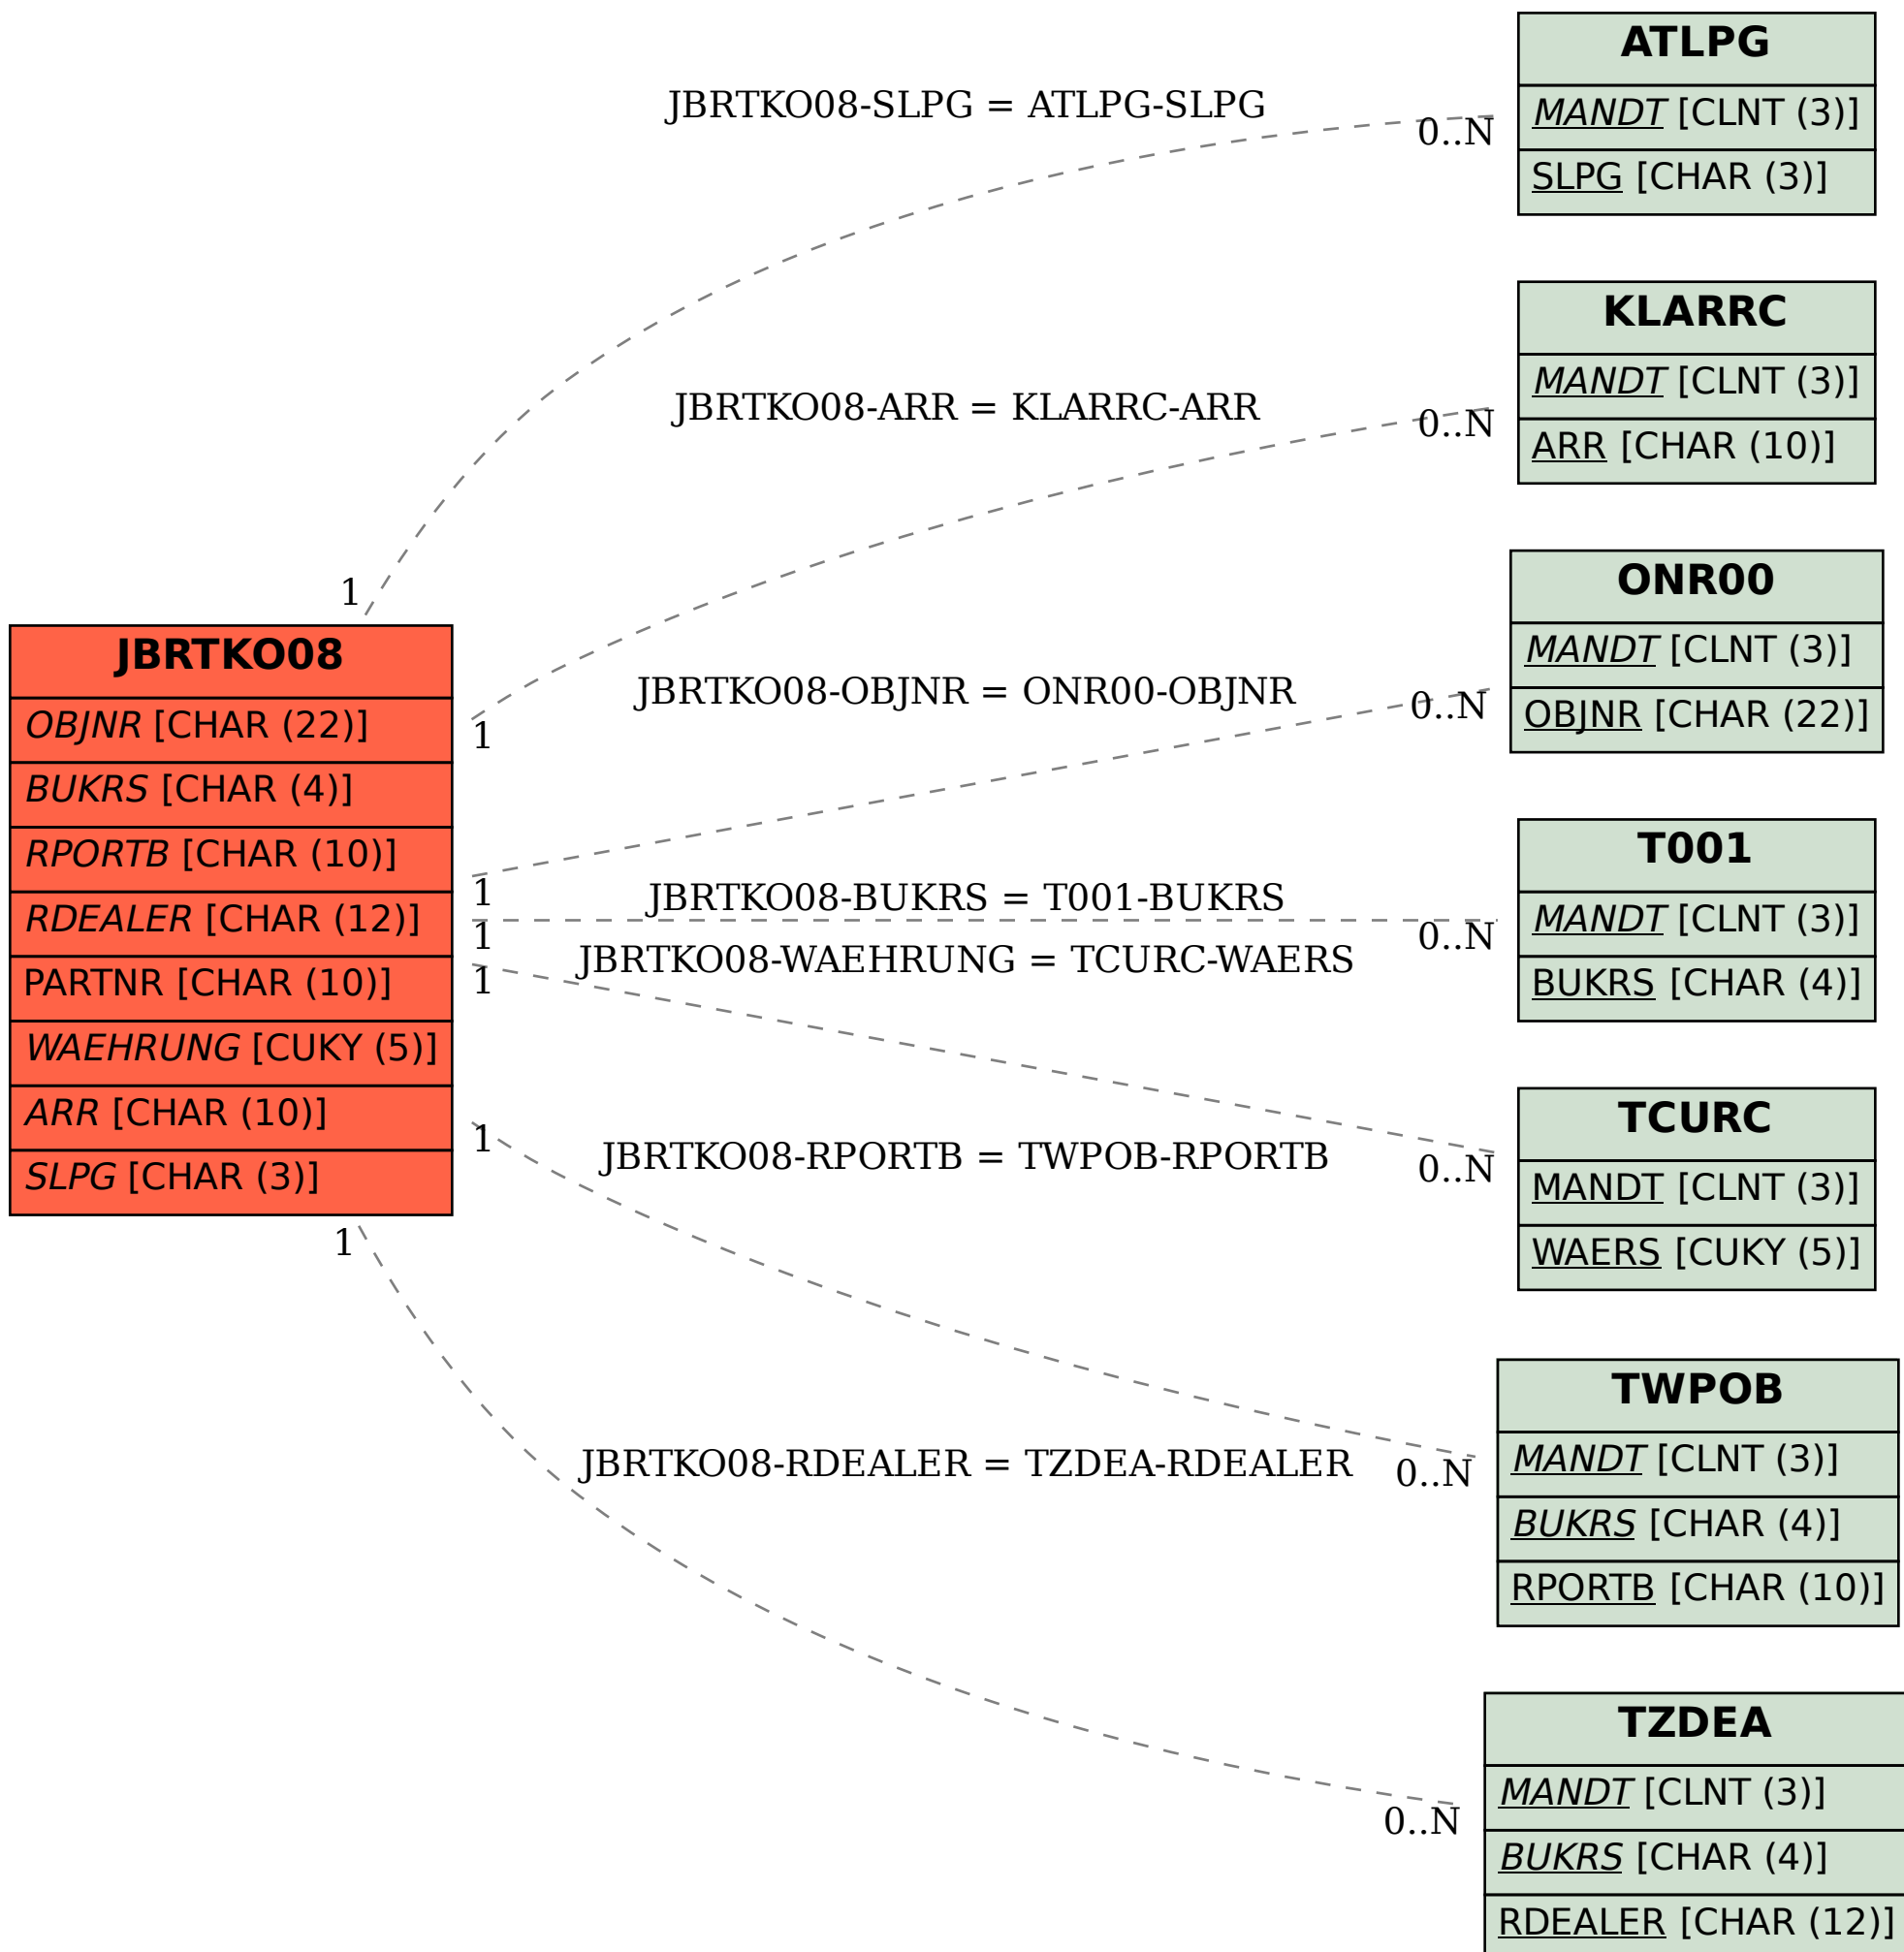 ATLPG
MANDT [CLNT (3)]
SLPG [CHAR (3)]
JBRTKO08-SLPG = ATLPG-SLPG
0..N
1
KLARRC
MANDT [CLNT (3)]
ARR [CHAR (10)]
JBRTKO08-ARR = KLARRC-ARR
0..N
1
ONR00
MANDT [CLNT (3)]
OBJNR [CHAR (22)]
JBRTKO08-OBJNR = ONR00-OBJNR
0..N
1
JBRTKO08
OBJNR [CHAR (22)]
BUKRS [CHAR (4)]
RPORTB [CHAR (10)]
RDEALER [CHAR (12)]
PARTNR [CHAR (10)]
WAEHRUNG [CUKY (5)]
ARR [CHAR (10)]
SLPG [CHAR (3)]
T001
MANDT [CLNT (3)]
BUKRS [CHAR (4)]
JBRTKO08-BUKRS = T001-BUKRS
0..N
1
JBRTKO08-WAEHRUNG = TCURC-WAERS
1
0..N
TCURC
MANDT [CLNT (3)]
WAERS [CUKY (5)]
JBRTKO08-RPORTB = TWPOB-RPORTB
1
0..N
TWPOB
MANDT [CLNT (3)]
BUKRS [CHAR (4)]
RPORTB [CHAR (10)]
JBRTKO08-RDEALER = TZDEA-RDEALER
1
0..N
TZDEA
MANDT [CLNT (3)]
BUKRS [CHAR (4)]
RDEALER [CHAR (12)]